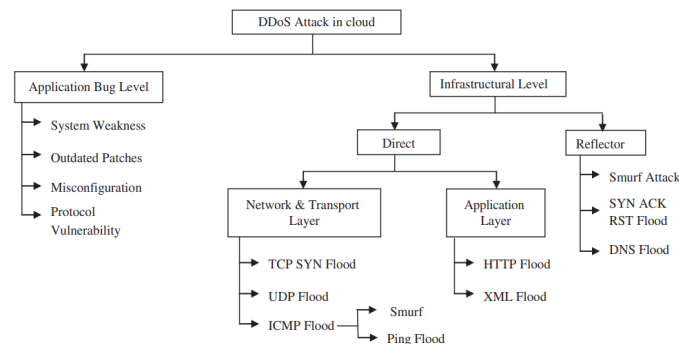 DDoS Attack in cloud
Application Bug Level
Infrastructural Level
System Weakness
Outdated Patches
Misconfiguration
Protocol
Vulnerability
Direct
Reflector
Smurf Attack
SYN ACK
RST Flood
DNS Flood
Network & Transport
Layer
Application
Layer
TCP SYN Flood
UDP Flood
ICMP Flood
Smurf
Ping Flood
HTTP Flood
XML Flood